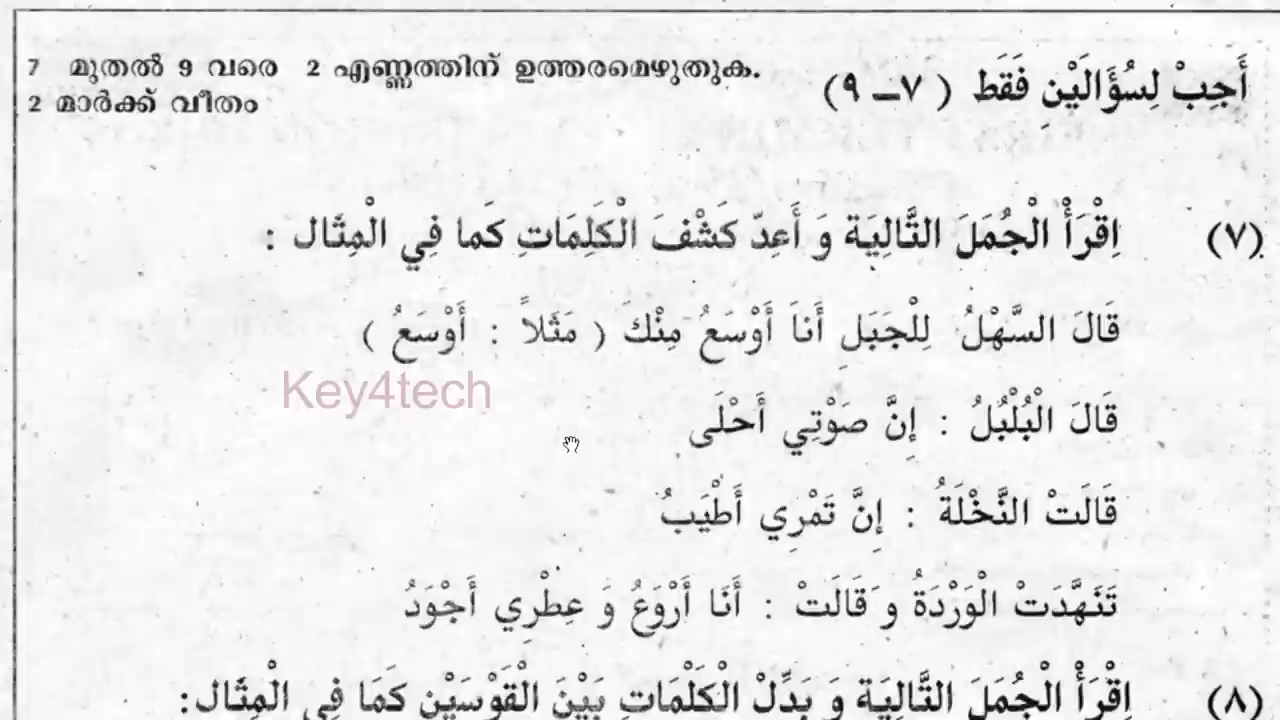 7 മുതൽ 9 വരെ 2 എണ്ണത്തിന് ഉത്തരമെഴുതുക.
2 മാർക്ക് വീതം
أَجِبْ لِسُؤَالَيْنِ فَقَط ( ٧ــ ٩)
(٧) اِقْرَأْ الْجُمَلَ التَّالِيَة وَ أَعِدّ كَشْفَ الْكَلِمَاتِ كَما فِي الْمِثَال :
قَالَ السَّهْلُ لِلْجَبَلِ أَنَا أَوْسَعُ مِنْك ( مَثَلاً : أَوْسَعُ )
Key4tech
قَالَ الْبُلْبُلُ : إِنَّ صَوْتِي أَحْلَى
قَالَتْ النَّخْلَةُ : إِنَّ تَمْرِي أَطْيَبُ
تَنَهَّدَتْ الْوَرْدَةُ وَ قَالَتْ : أَنَا أَرْوَعُ وَ عِطْرِي أَجْوَدُ
(٨) اِقْرَأْ الْجُمَلَ التَّالِيَة وَ بَدِّلْ الْكَلْمَاتِ بَيْنَ الْقَوْسَيْنِ كَمَا فِي الْمِثَال: